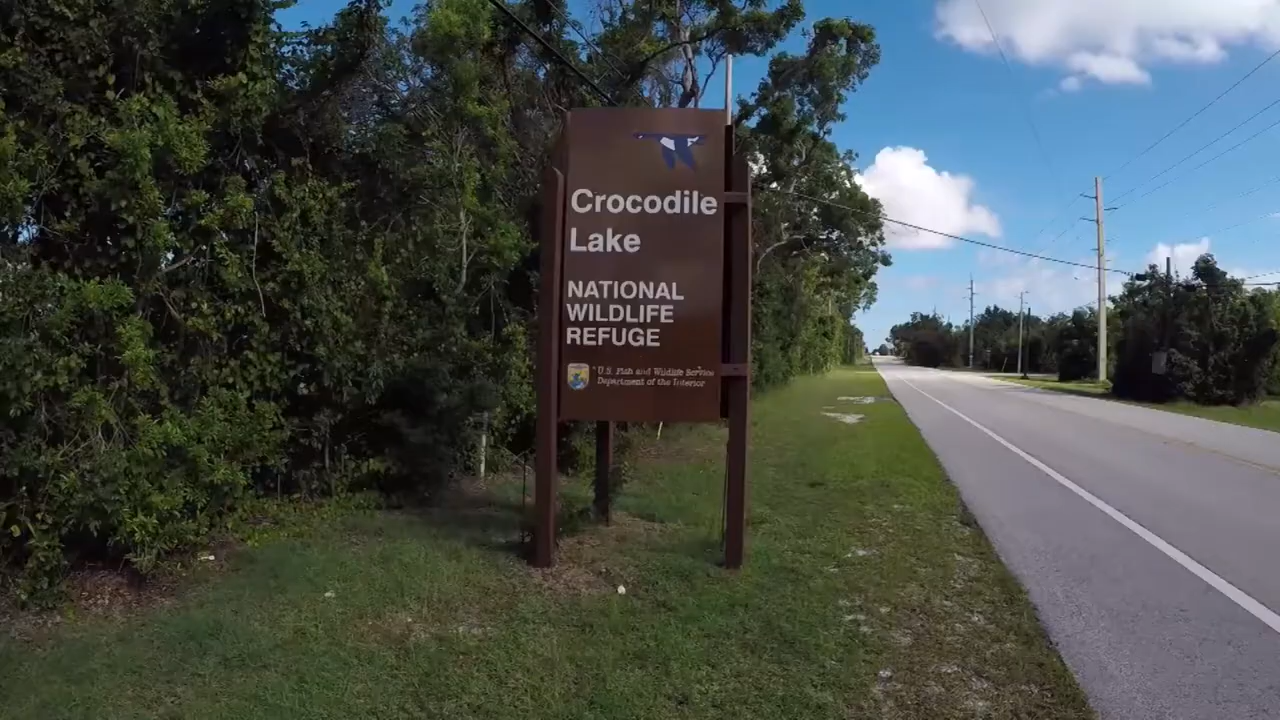 Crocodile
Lake
NATIONAL
WILDLIFE
REFUGE
U.S. Fish and Wildlife Service
Department of the Interior